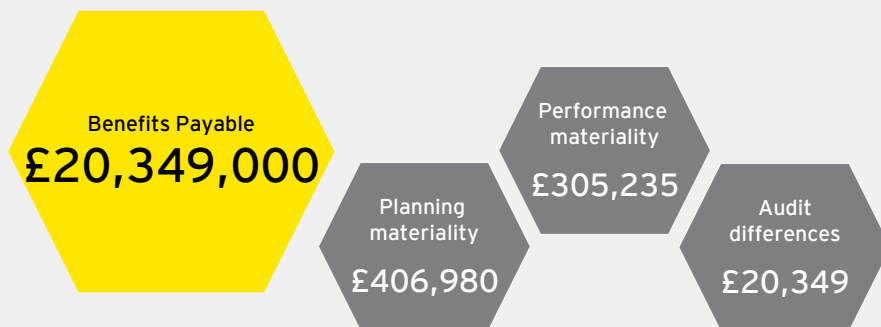 Benefits Payable
£20,349,000
Planning
materiality
£406,980
Performance
materiality
£305,235
Audit
differences
£20,349